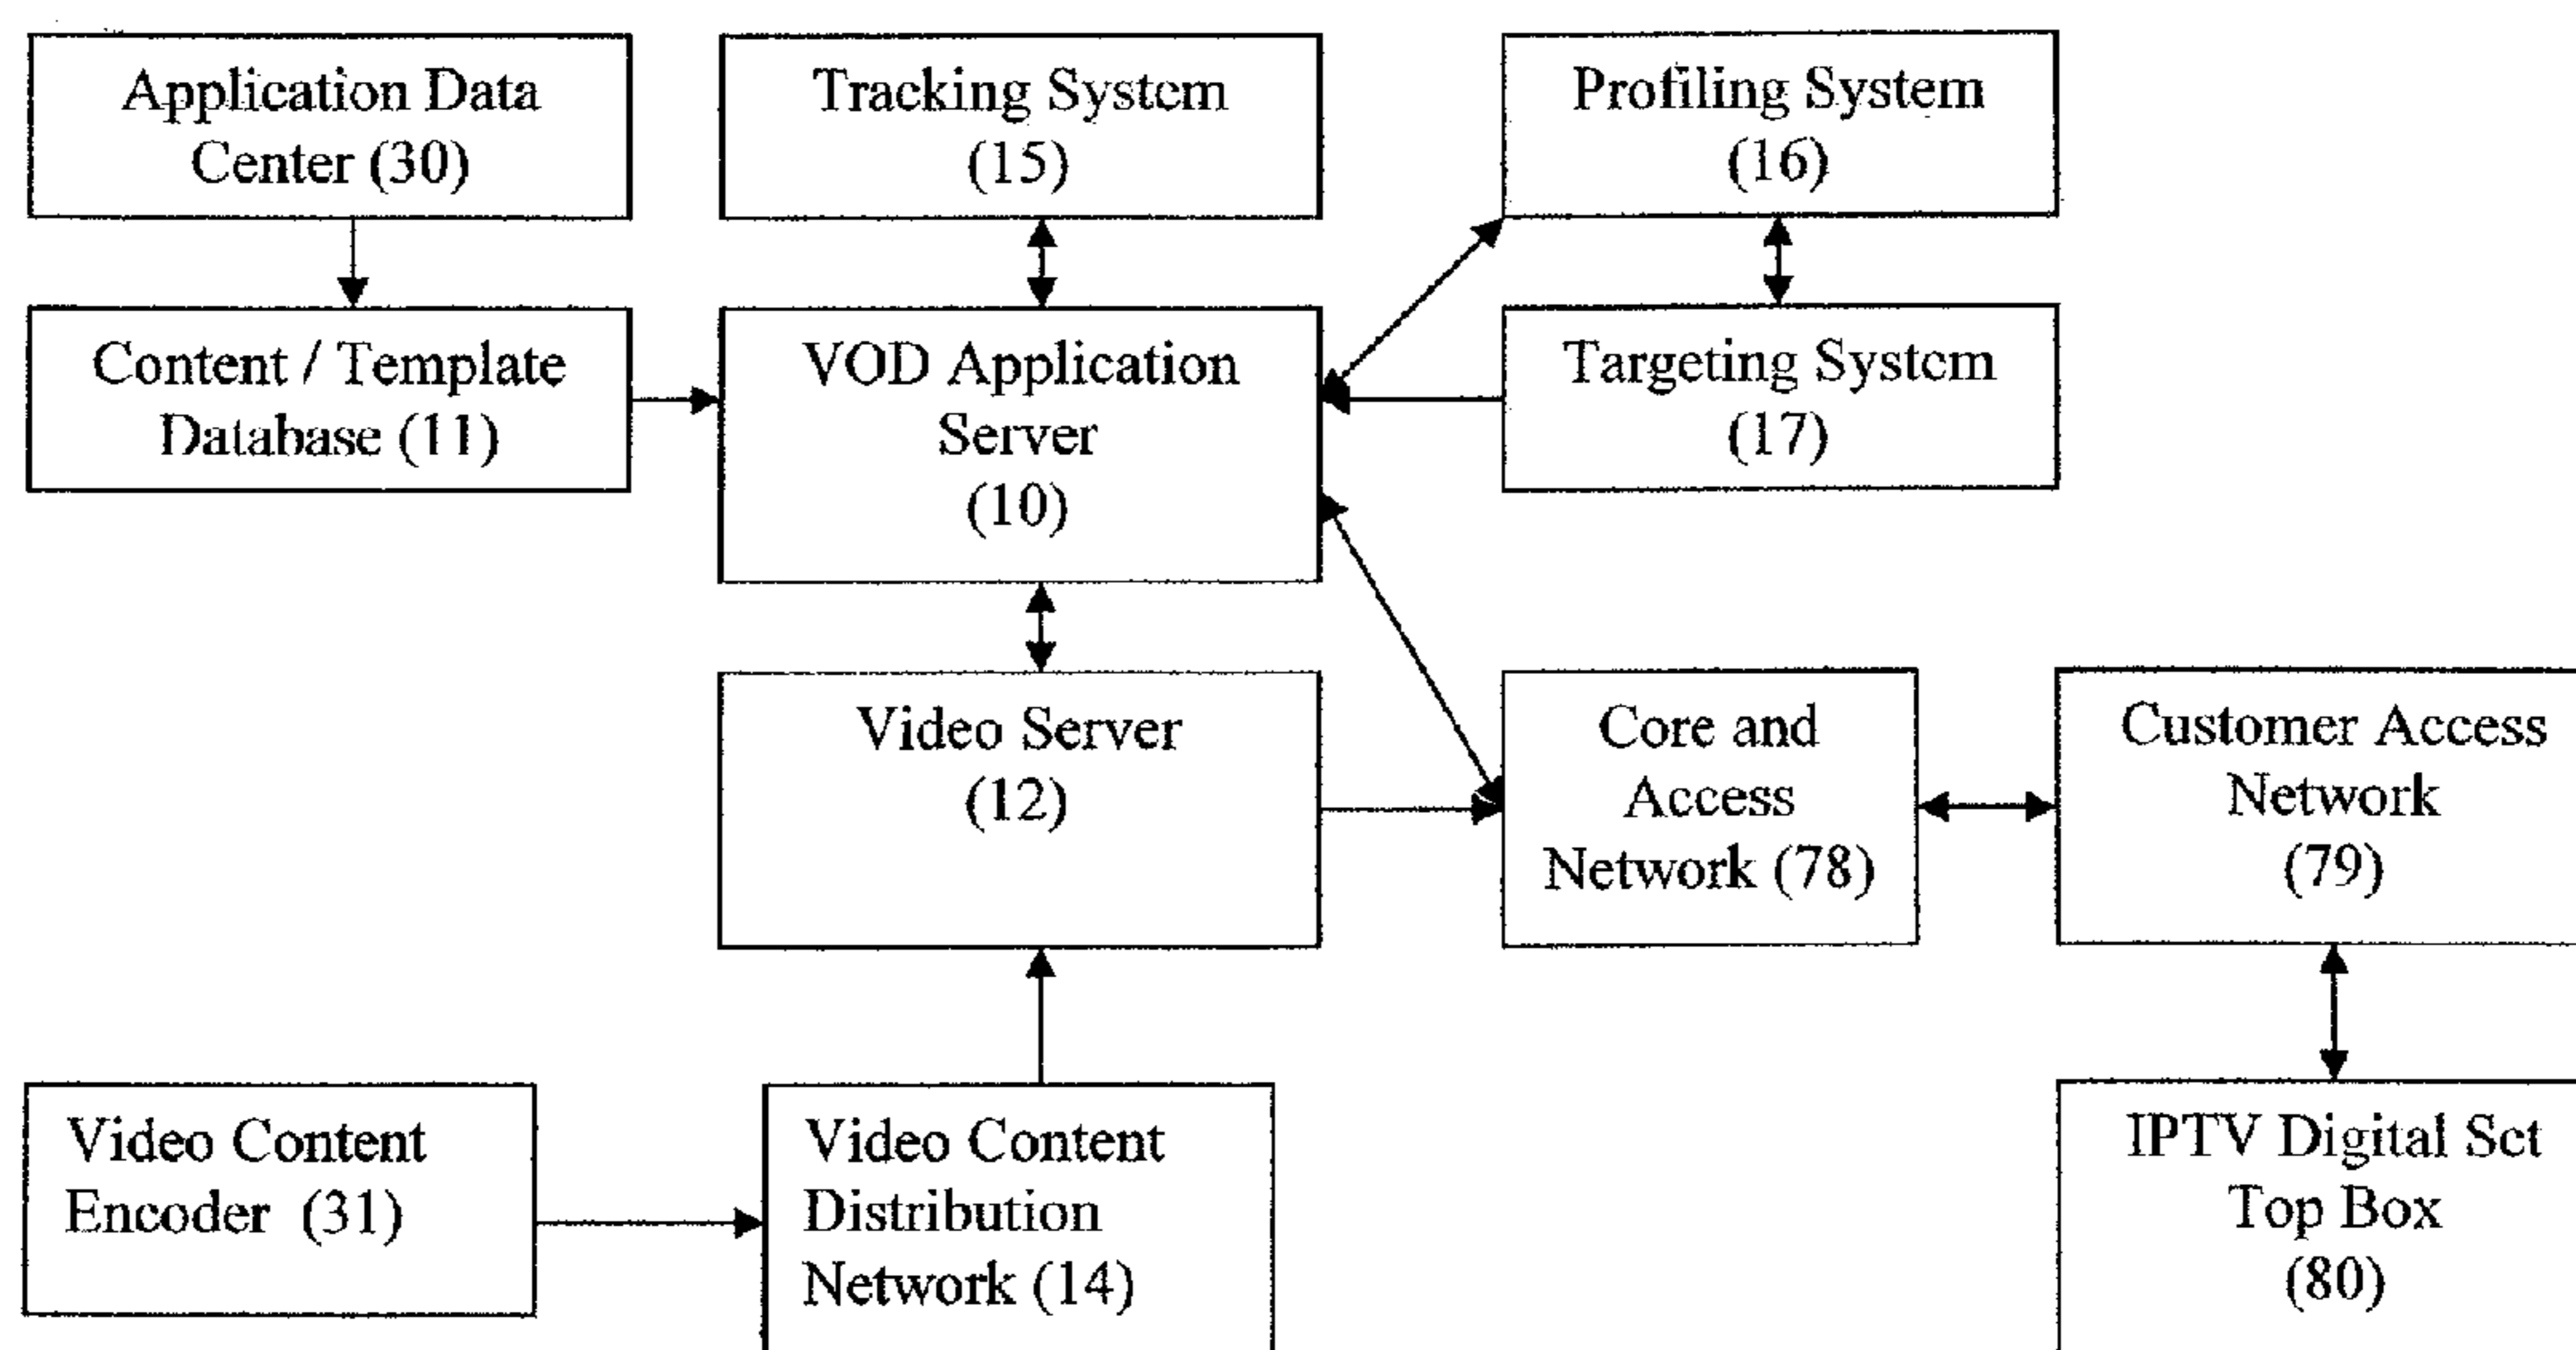 Application Data
Center (30)
Tracking System
(15)
Profiling System
(16)
Content / Template
Database (11)
VOD Application
Server
(10)
Targeting System
(17)
Video Server
(12)
Core and
Access
Network (78)
Customer Access
Network
(79)
Video Content
Encoder (31)
Video Content
Distribution
Network (14)
IPTV Digital Set
Top Box
(80)